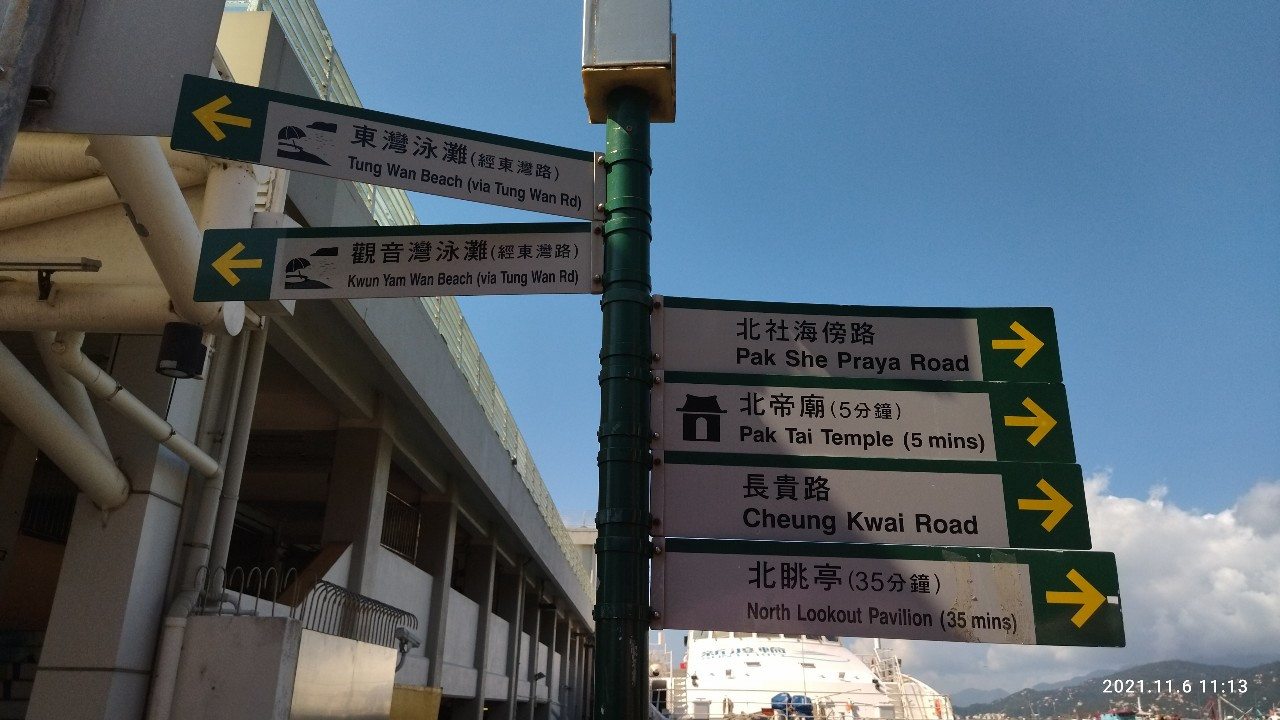 東灣泳灘(經東灣路)
Tung Wan Beach (via Tung Wan Rd)
觀音灣泳灘(經東灣路)
Kwun Yam Wan Beach (via Tung Wan Rd)
北社海傍路
Pak She Praya Road
北帝廟(5分鐘)
Pak Tai Temple (5 mins)
長貴路
Cheung Kwai Road
北眺亭(35分鐘)
North Lookout Pavilion (35 mins)
2021.11.6 11:13